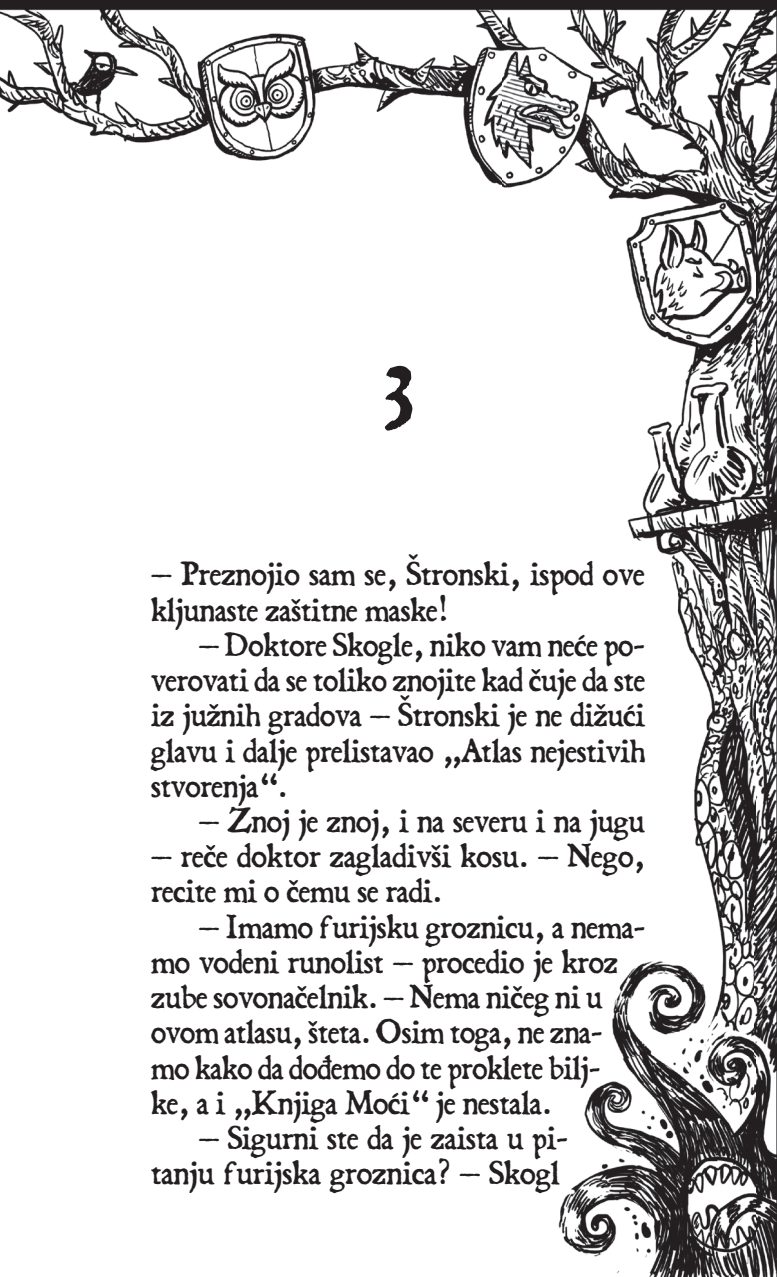 3
— Preznojio sam se, Štronski, ispod ove
kljunaste zaštitne maske!
— Doktore Skogle, niko vam neće po-
verovati da se toliko znojite kad čuje da ste
iz južnih gradova — Štronski je ne dižući
glavu i dalje prelistavao „Atlas nejestivih
stvorenja“.
— Znoj je znoj, i na severu i na jugu
— reče doktor zagladivši kosu. — Nego,
recite mi o čemu se radi.
— Imamo furijsku groznicu, a nema-
mo vodeni runolist — procedio je kroz
zube sovonačelnik. — Nema ničeg ni u
ovom atlasu, šteta. Osim toga, ne zna-
mo kako da dođemo do te proklete bilj-
ke, a i „Knjiga Moći“ je nestala.
— Sigurni ste da je zaista u pi-
tanju furijska groznica? — Skogl